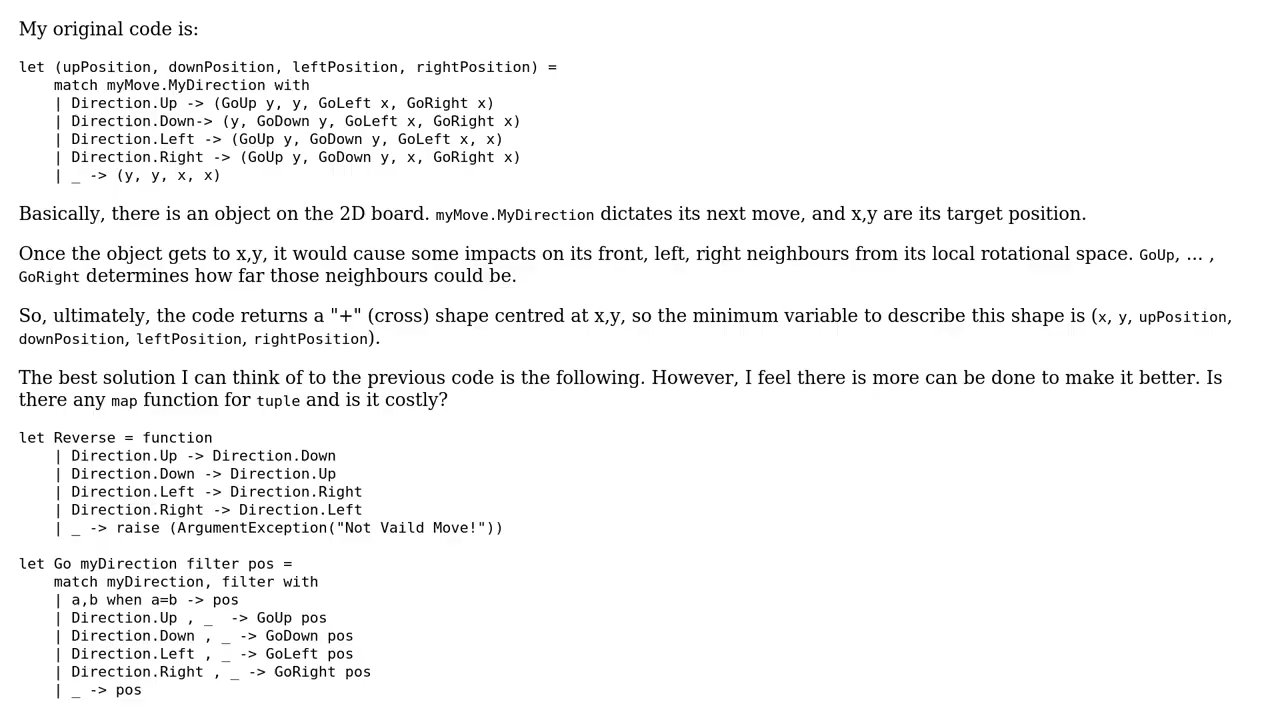 My original code is:
let (upPosition, downPosition, leftPosition, rightPosition) =
    match myMove.MyDirection with
    | Direction.Up -> (GoUp y, y, GoLeft x, GoRight x)
    | Direction.Down-> (y, GoDown y, GoLeft x, GoRight x)
    | Direction.Left -> (GoUp y, GoDown y, GoLeft x, x)
    | Direction.Right -> (GoUp y, GoDown y, x, GoRight x)
    | _ -> (y, y, x, x)
Basically, there is an object on the 2D board. myMove.MyDirection dictates its next move, and x,y are its target position.
Once the object gets to x,y, it would cause some impacts on its front, left, right neighbours from its local rotational space. GoUp, ... ,
GoRight determines how far those neighbours could be.
So, ultimately, the code returns a "+" (cross) shape centred at x,y, so the minimum variable to describe this shape is (x, y, upPosition,
downPosition, leftPosition, rightPosition).
The best solution I can think of to the previous code is the following. However, I feel there is more can be done to make it better. Is
there any map function for tuple and is it costly?
let Reverse = function
    | Direction.Up -> Direction.Down
    | Direction.Down -> Direction.Up
    | Direction.Left -> Direction.Right
    | Direction.Right -> Direction.Left
    | _ -> raise (ArgumentException("Not Vaild Move!"))
let Go myDirection filter pos =
    match myDirection, filter with
    | a,b when a=b -> pos
    | Direction.Up , _  -> GoUp pos
    | Direction.Down , _ -> GoDown pos
    | Direction.Left , _ -> GoLeft pos
    | Direction.Right , _ -> GoRight pos
    | _ -> pos